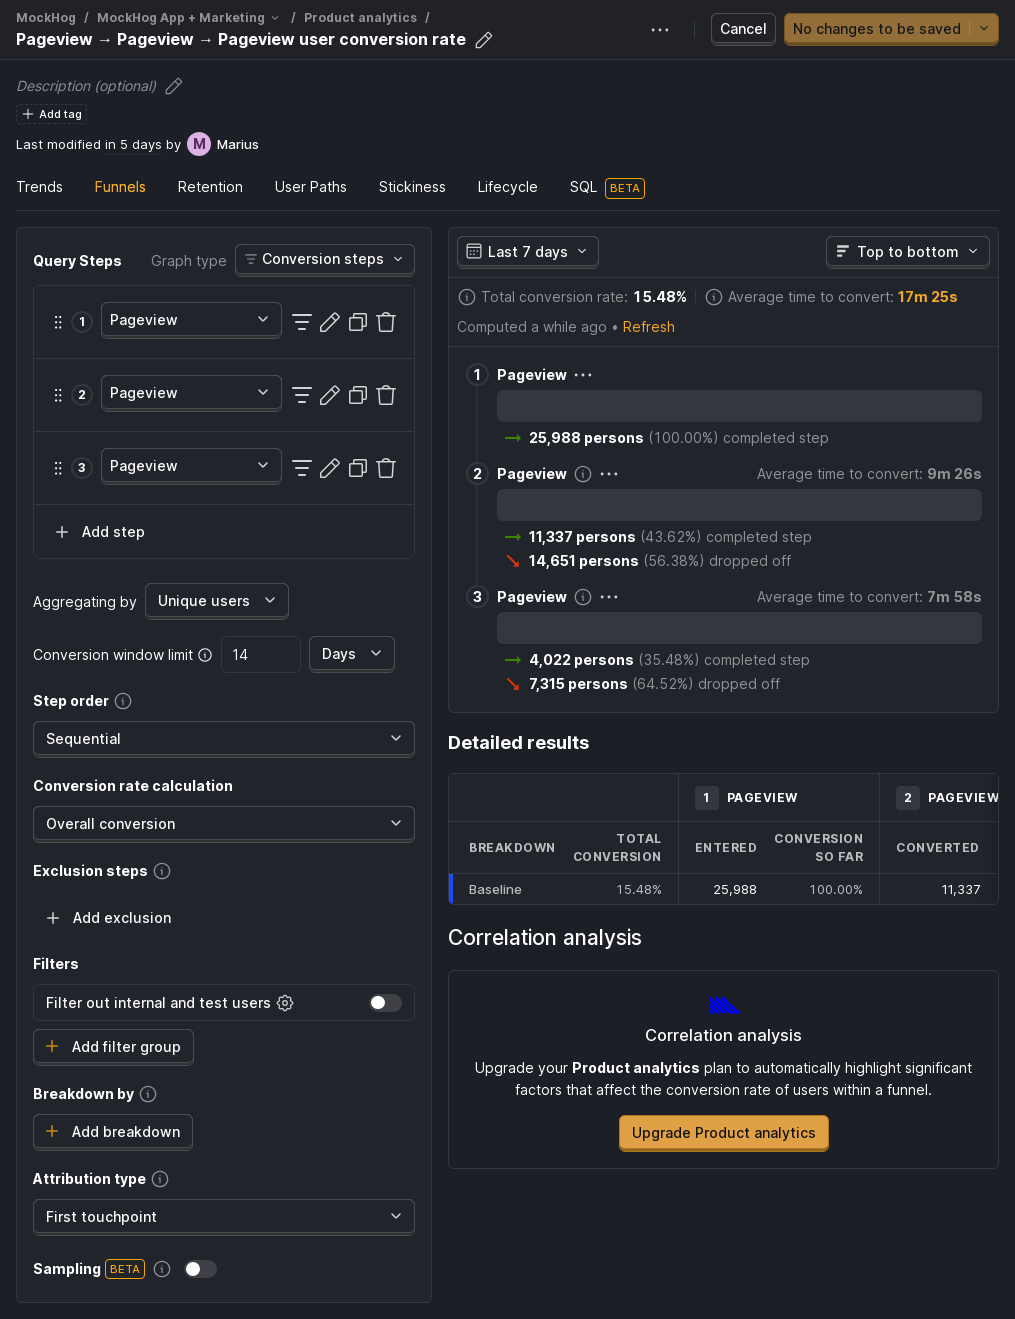 MockHog / MockHog App + Marketing / Product analytics /
Pageview → Pageview → Pageview user conversion rate
Cancel
No changes to be saved
Description (optional)
Add tag
Last modified in 5 days by M Marius
Trends Funnels Retention User Paths Stickiness Lifecycle SQL BETA
Query Steps
Graph type
Conversion steps
1 Pageview
2 Pageview
3 Pageview
Add step
Aggregating by Unique users
Conversion window limit 14 Days
Step order
Sequential
Conversion rate calculation
Overall conversion
Exclusion steps
Add exclusion
Filters
Filter out internal and test users
Add filter group
Breakdown by
Add breakdown
Attribution type
First touchpoint
Sampling BETA
Last 7 days
Top to bottom
Total conversion rate: 15.48%
Average time to convert: 17m 25s
Computed a while ago • Refresh
1 Pageview
25,988 persons (100.00%) completed step
2 Pageview
Average time to convert: 9m 26s
11,337 persons (43.62%) completed step
14,651 persons (56.38%) dropped off
3 Pageview
Average time to convert: 7m 58s
4,022 persons (35.48%) completed step
7,315 persons (64.52%) dropped off
Detailed results
1 PAGEVIEW
2 PAGEVIEW
BREAKDOWN
TOTAL
CONVERSION
ENTERED
CONVERSION
SO FAR
CONVERTED
Baseline 15.48% 25,988 100.00% 11,337
Correlation analysis
Correlation analysis
Upgrade your Product analytics plan to automatically highlight significant
factors that affect the conversion rate of users within a funnel.
Upgrade Product analytics